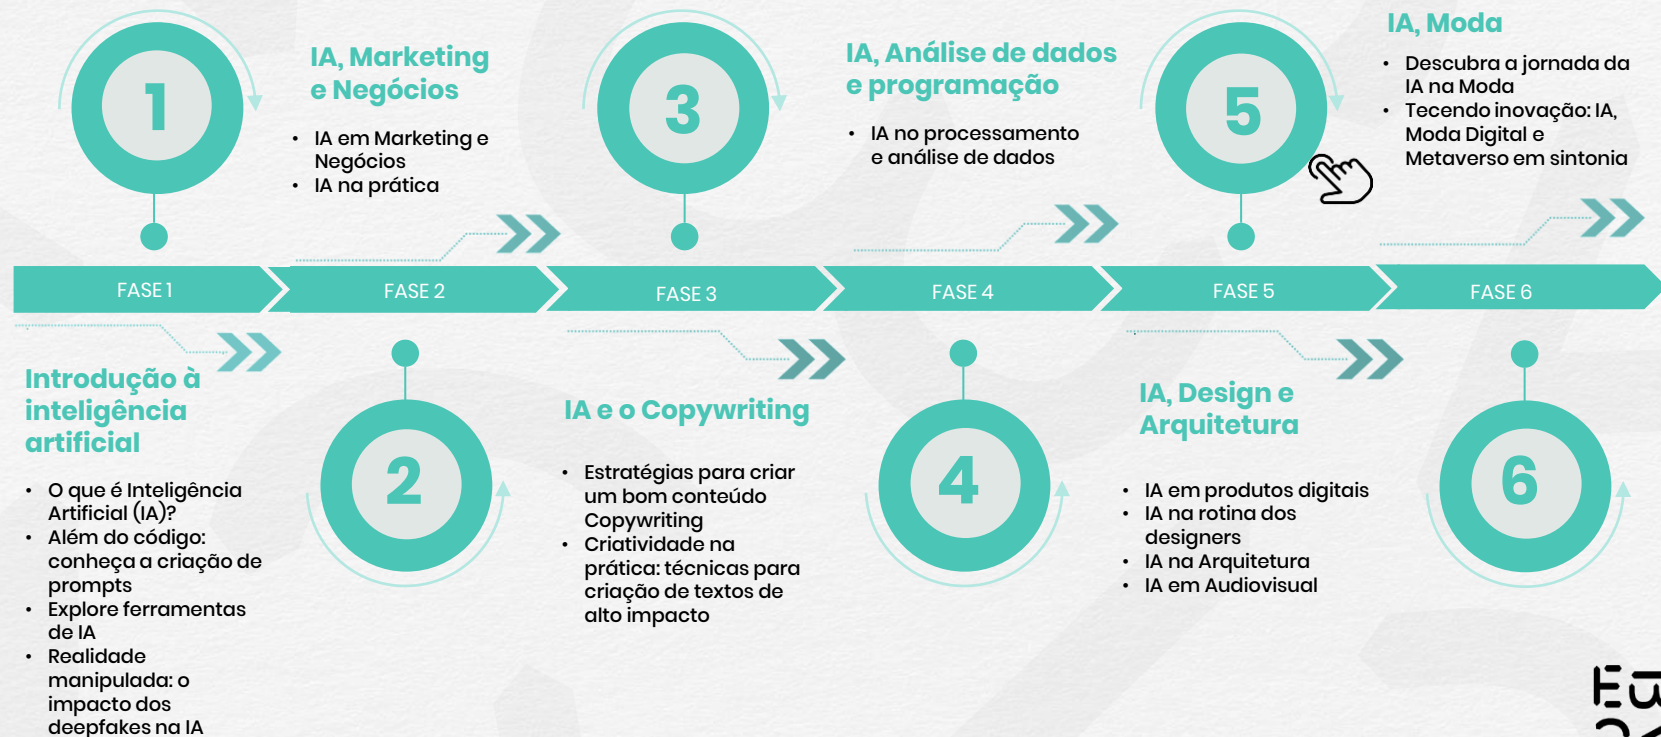 1
IA, Marketing
e Negócios
• IA em Marketing e
Negócios
• IA na prática
3
IA, Análise de dados
e programação
• IA no processamento
e análise de dados
5
IA, Moda
• Descubra a jornada da
IA na Moda
• Tecendo inovação: IA,
Moda Digital e
Metaverso em sintonia
FASE 1
FASE 2
FASE 3
FASE 4
FASE 5
FASE 6
Introdução à
inteligência
artificial
• O que é Inteligência
Artificial (IA)?
• Além do código:
conheça a criação de
prompts
• Explore ferramentas
de IA
• Realidade
manipulada: o
impacto dos
deepfakes na IA
2
IA e o Copywriting
• Estratégias para criar
um bom conteúdo
Copywriting
• Criatividade na
prática: técnicas para
criação de textos de
alto impacto
4
IA, Design e
Arquitetura
• IA em produtos digitais
• IA na rotina dos
designers
• IA na Arquitetura
• IA em Audiovisual
6